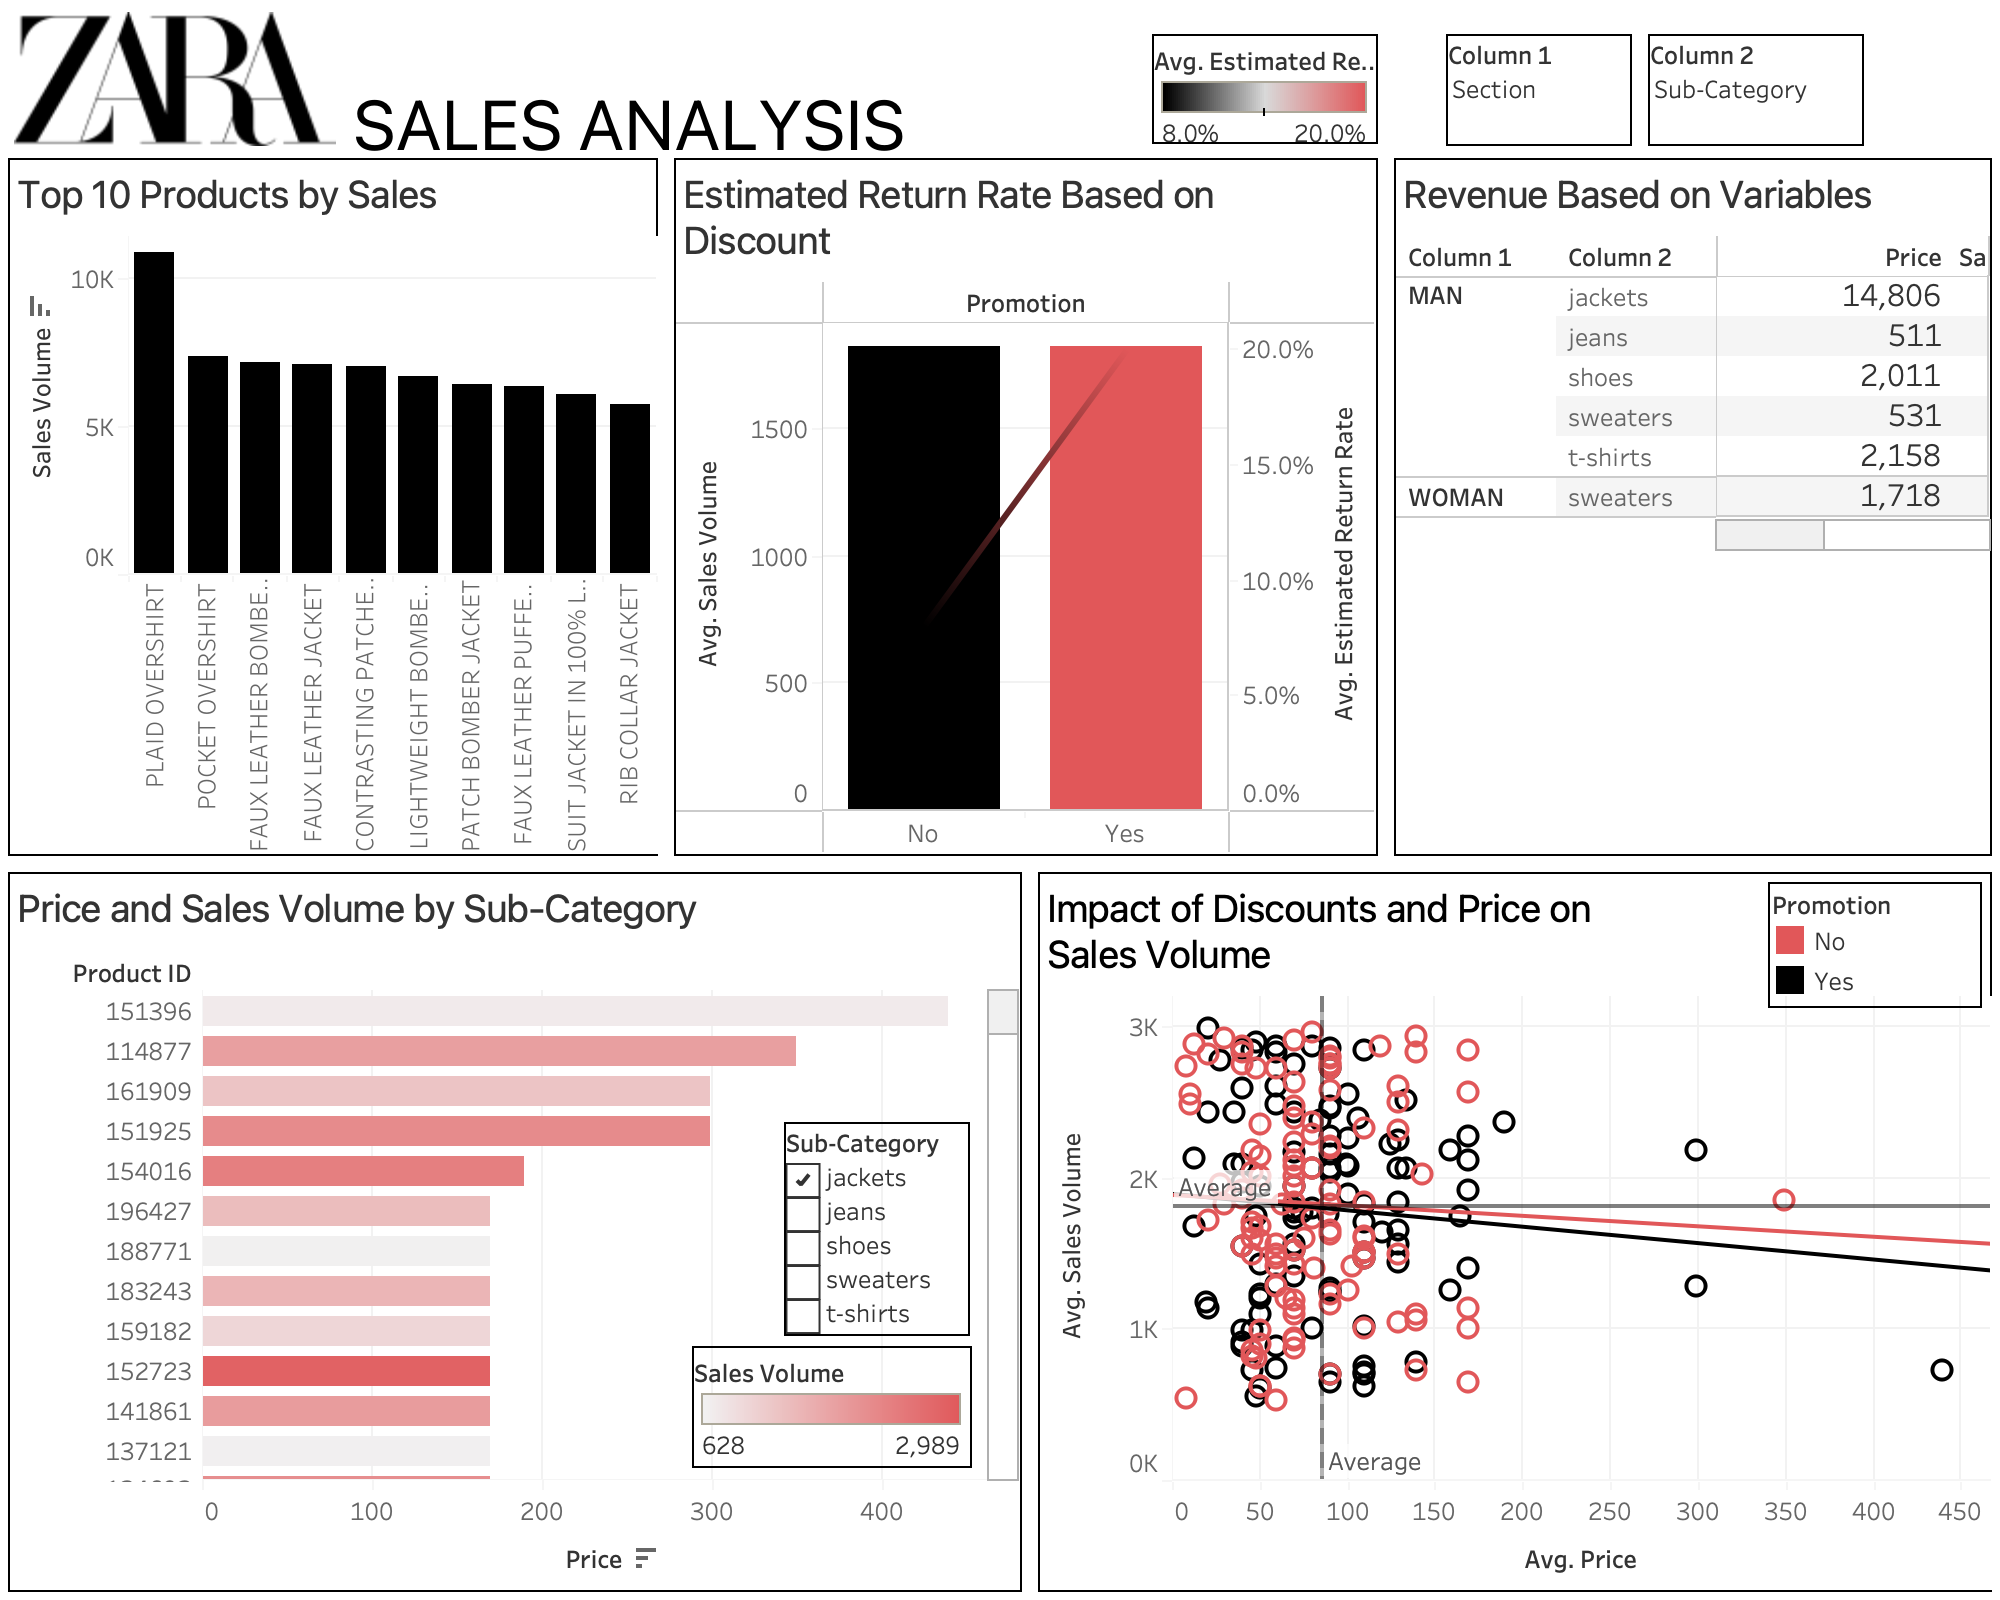 ZARA
SALES ANALYSIS
Avg. Estimated Re..
8.0% 20.0%
Column 1
Section
Column 2
Sub-Category
Top 10 Products by Sales
Sales Volume
10K
5K
0K
PLAID OVERSHIRT
POCKET OVERSHIRT
FAUX LEATHER BOMBE..
FAUX LEATHER JACKET
CONTRASTING PATCHE..
LIGHTWEIGHT BOMBE..
PATCH BOMBER JACKET
FAUX LEATHER PUFFE..
SUIT JACKET IN 100% L..
RIB COLLAR JACKET
Estimated Return Rate Based on
Discount
Promotion
Avg. Sales Volume
1500
1000
500
0
20.0%
15.0%
10.0%
5.0%
0.0%
Avg. Estimated Return Rate
No Yes
Revenue Based on Variables
Column 1 Column 2 Price Sa
MAN jackets 14,806
jeans 511
shoes 2,011
sweaters 531
t-shirts 2,158
WOMAN sweaters 1,718
Price and Sales Volume by Sub-Category
Product ID
151396
114877
161909
151925
154016
196427
188771
183243
159182
152723
141861
137121
0 100 200 300 400
Price
Sub-Category
jackets
jeans
shoes
sweaters
t-shirts
Sales Volume
628 2,989
Impact of Discounts and Price on
Sales Volume
Promotion
No
Yes
Avg. Sales Volume
3K
2K
1K
0K
Average
Average
0 50 100 150 200 250 300 350 400 450
Avg. Price